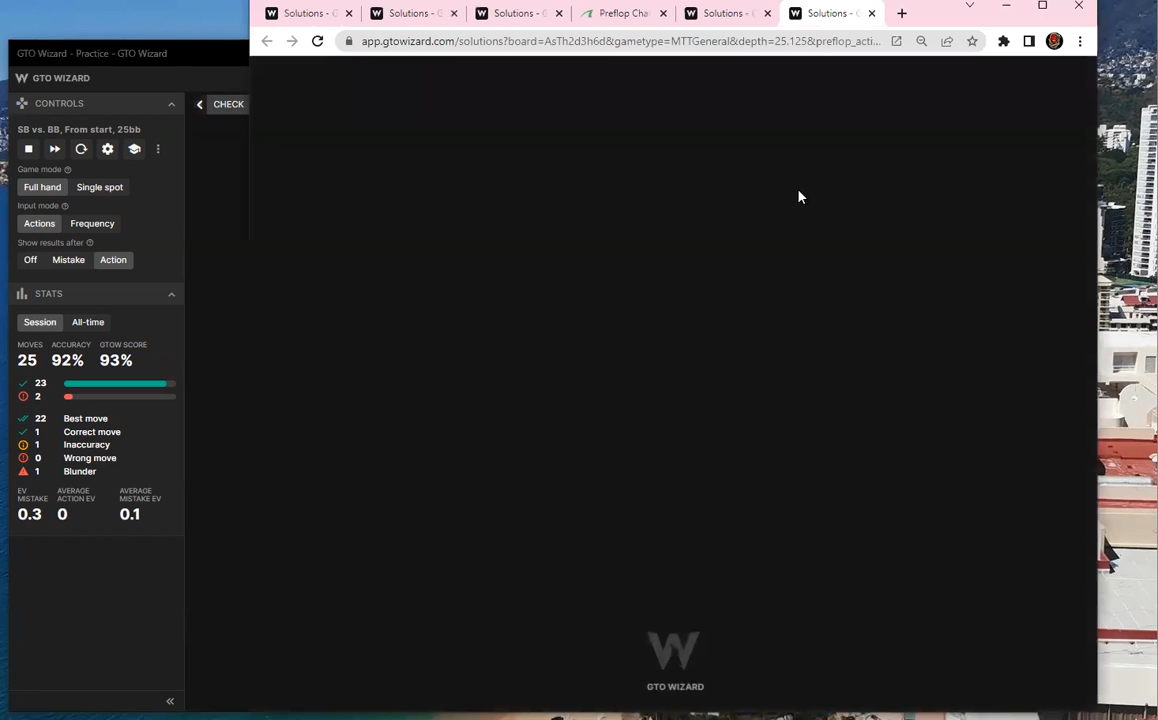 Solutions - G
Solutions - G
Solutions - G
Preflop Cha
Solutions - G
Solutions - G
app.gtowizard.com/solutions?board=AsTh2d3h6d&gametype=MTTGeneral&depth=25.125&preflop_acti...
GTO Wizard - Practice - GTO Wizard
GTO WIZARD
CONTROLS
CHECK
SB vs. BB, From start, 25bb
Game mode
Full hand Single spot
Input mode
Actions Frequency
Show results after
Off Mistake Action
STATS
Session All-time
MOVES ACCURACY GTOW SCORE
25 92% 93%
23
2
22 Best move
1 Correct move
1 Inaccuracy
0 Wrong move
1 Blunder
EV MISTAKE AVERAGE ACTION EV AVERAGE MISTAKE EV
0.3 0 0.1
W
GTO WIZARD